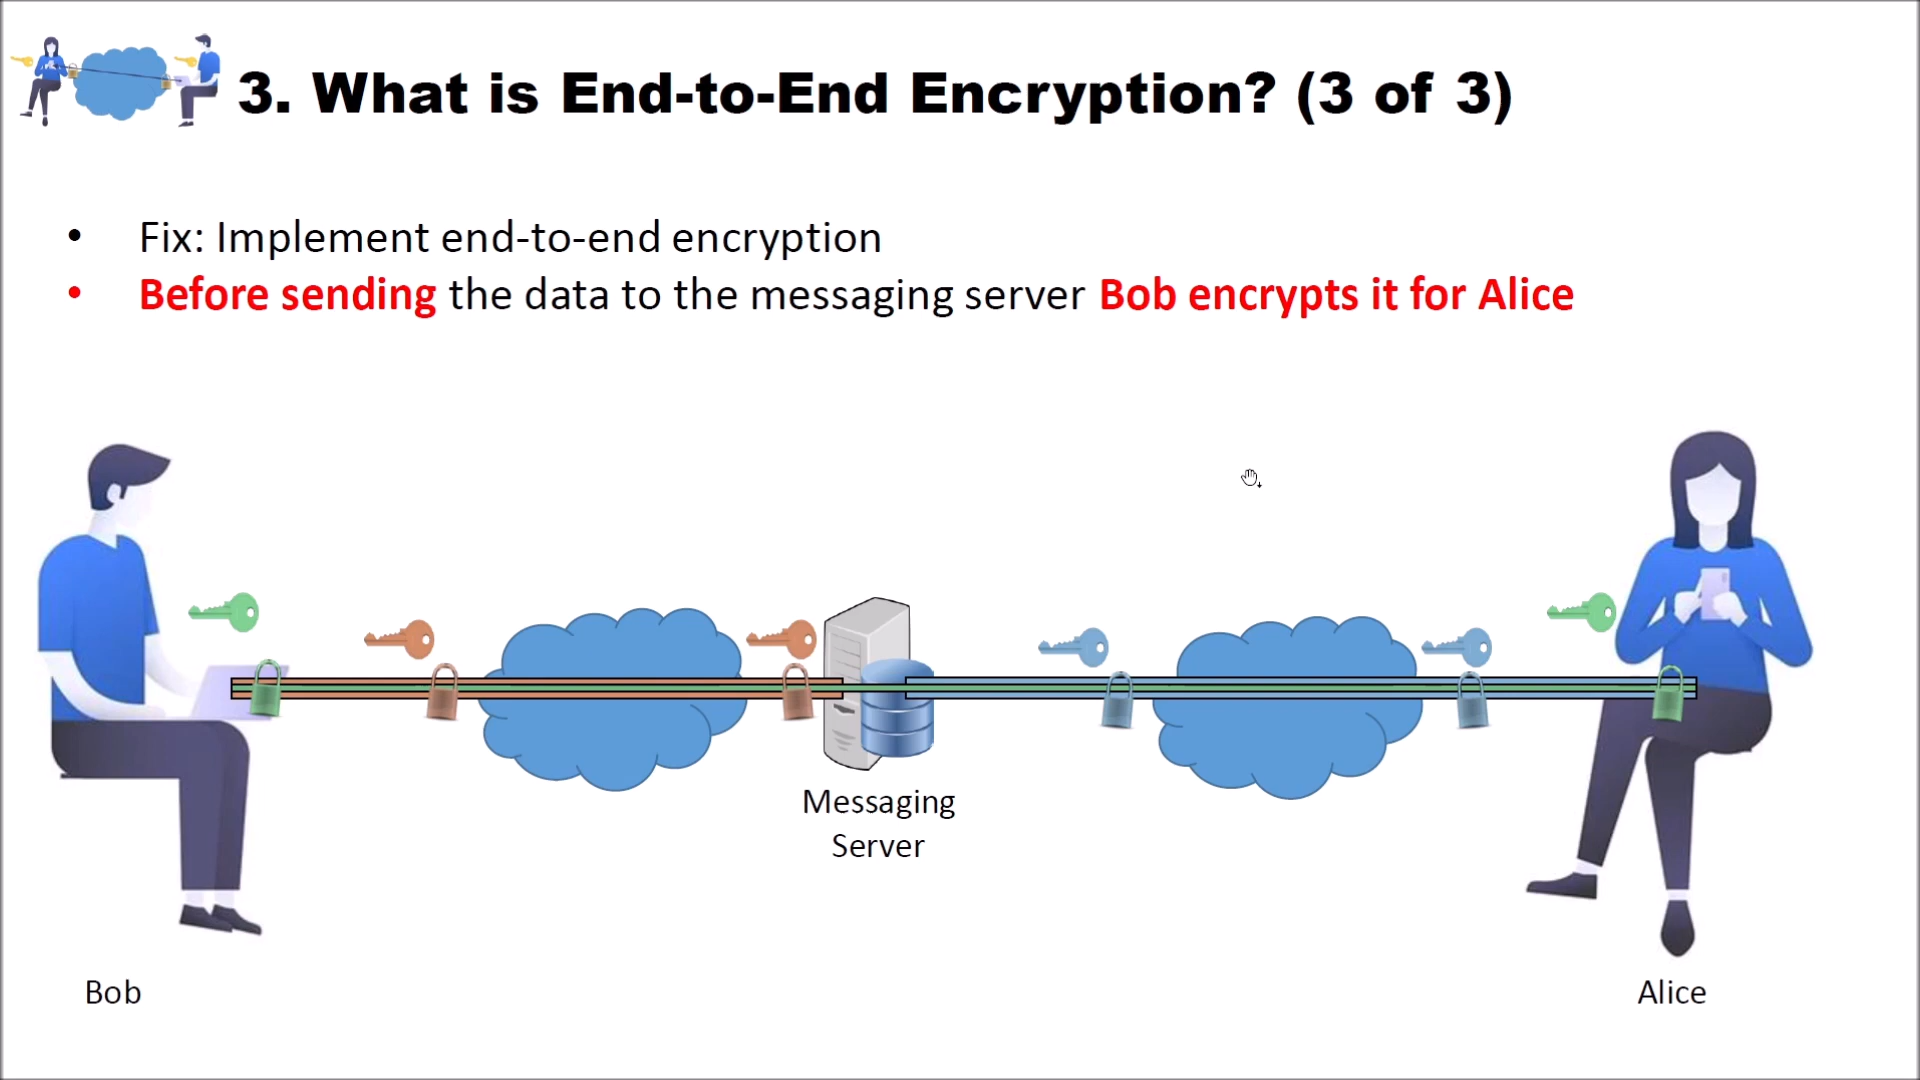 3. What is End-to-End Encryption? (3 of 3)
• Fix: Implement end-to-end encryption
• Before sending the data to the messaging server Bob encrypts it for Alice
Messaging
Server
Bob
Alice